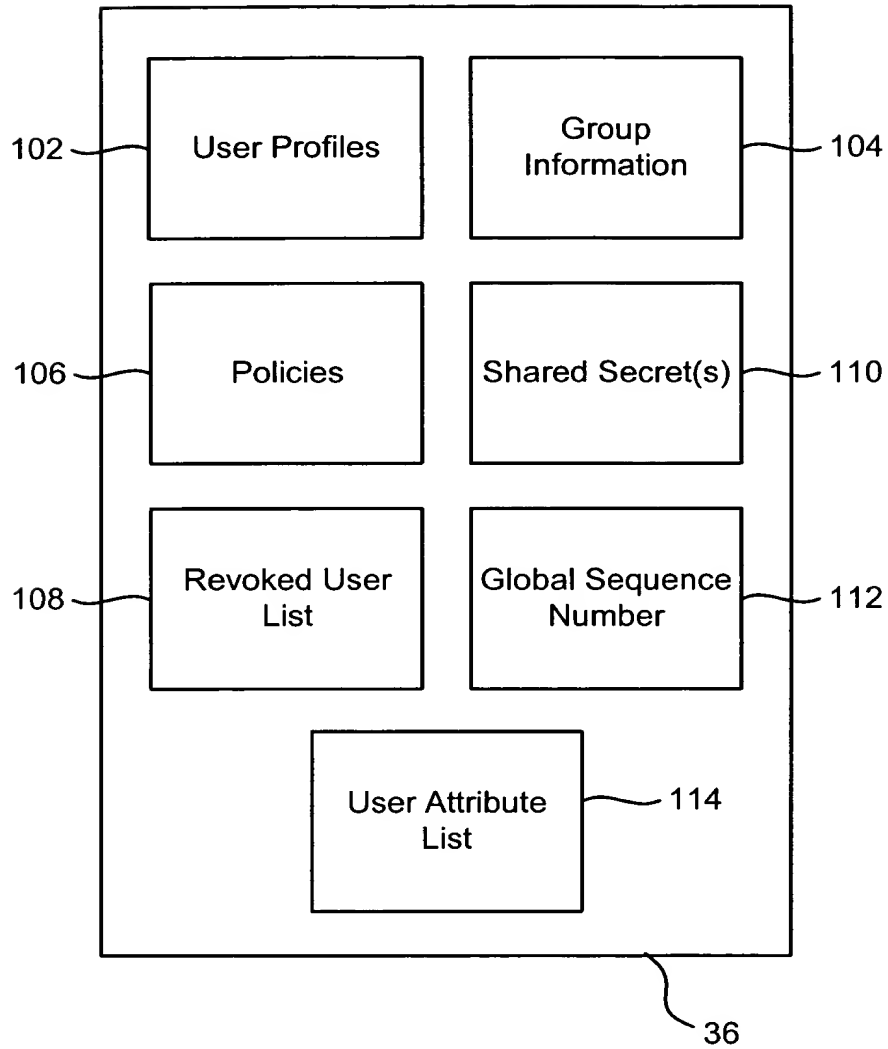 102
User Profiles
Group
Information
104
106
Policies
Shared Secret(s)
110
108
Revoked User
List
Global Sequence
Number
112
User Attribute
List
114
36